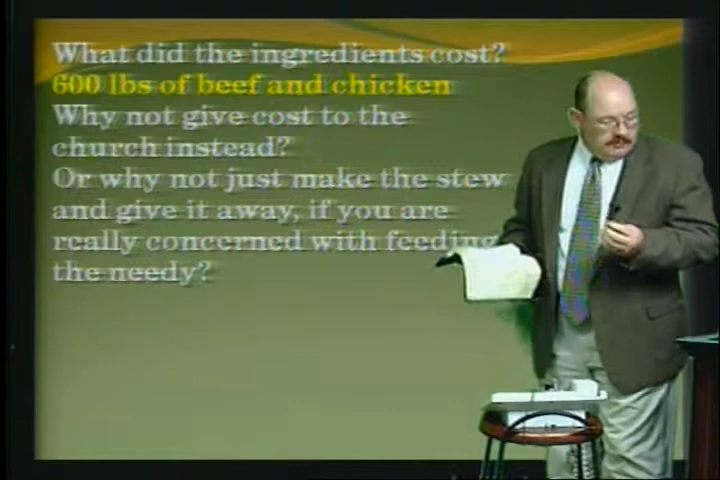 What did the ingredients cost?
600 lbs of beef and chicken
Why not give cost to the
church instead?
Or why not just make the stew
and give it away, if you are
really concerned with feeding
the needy?